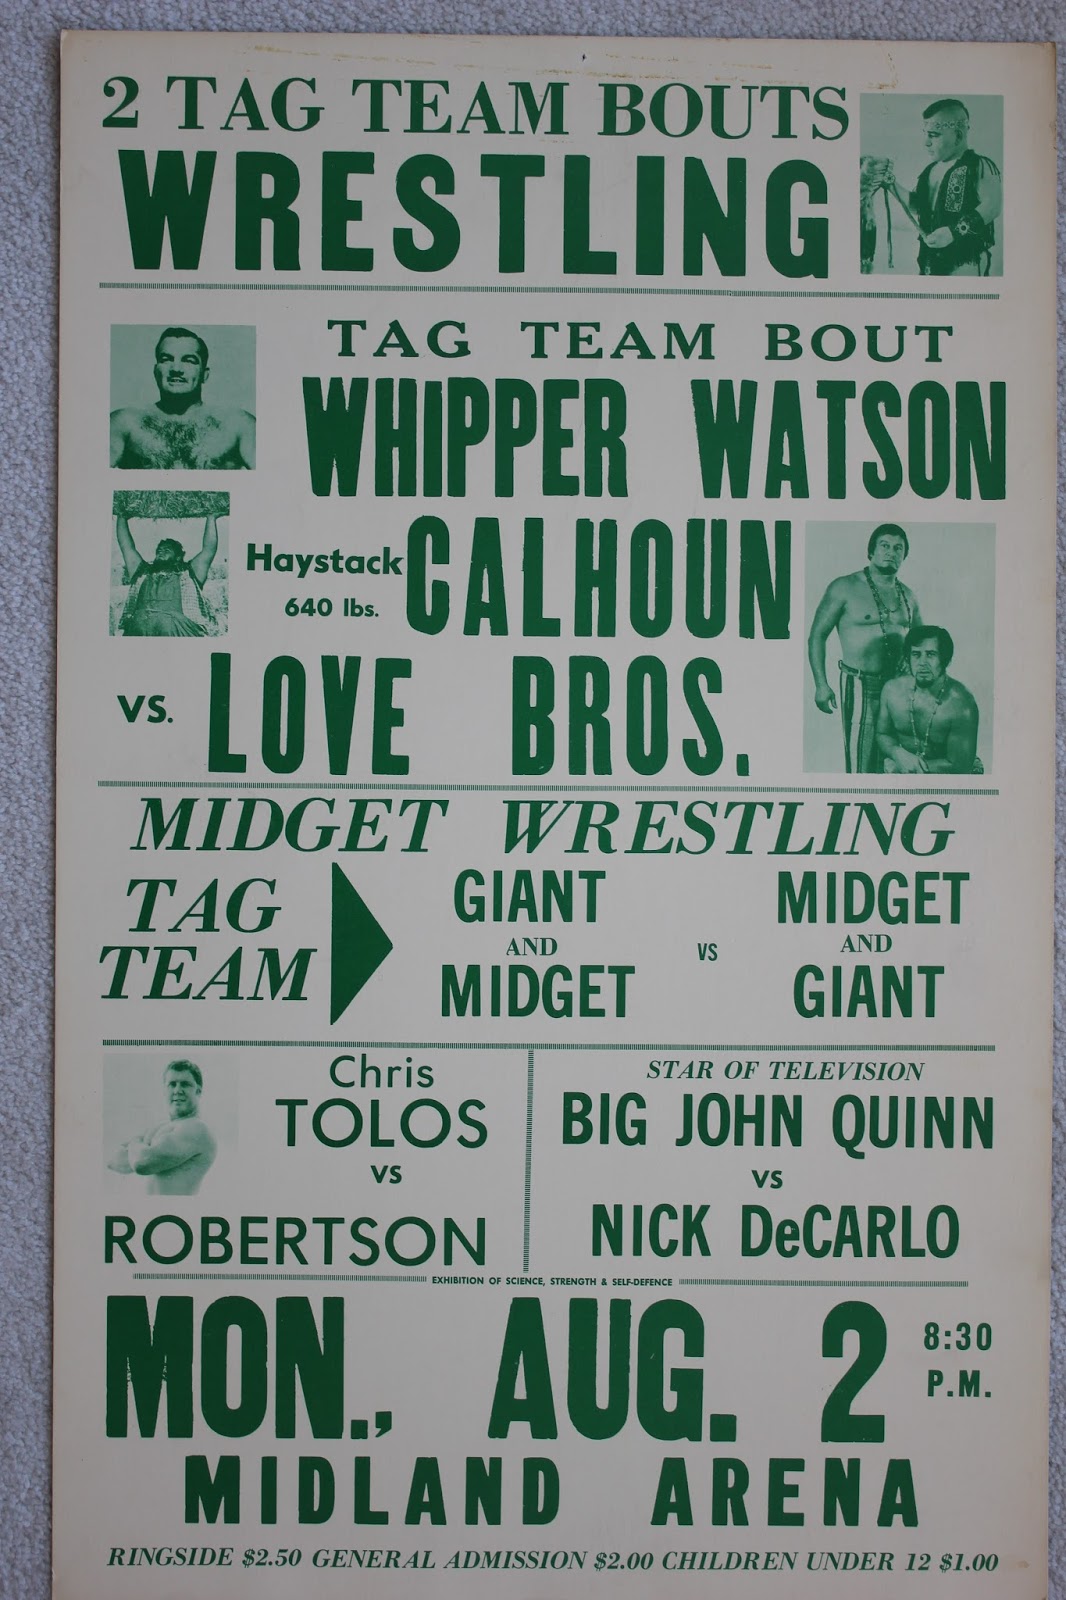 2 TAG TEAM BOUTS
WRESTLING
TAG TEAM BOUT
WHIPPER WATSON
Haystack CALHOUN
640 lbs.
vs. LOVE BROS.
MIDGET WRESTLING
TAG TEAM
GIANT AND MIDGET
vs
MIDGET AND GIANT
Chris
TOLOS
vs
ROBERTSON
STAR OF TELEVISION
BIG JOHN QUINN
vs
NICK DeCARLO
EXHIBITION OF SCIENCE, STRENGTH & SELF-DEFENCE
MON., AUG. 2 8:30 P.M.
MIDLAND ARENA
RINGSIDE $2.50 GENERAL ADMISSION $2.00 CHILDREN UNDER 12 $1.00